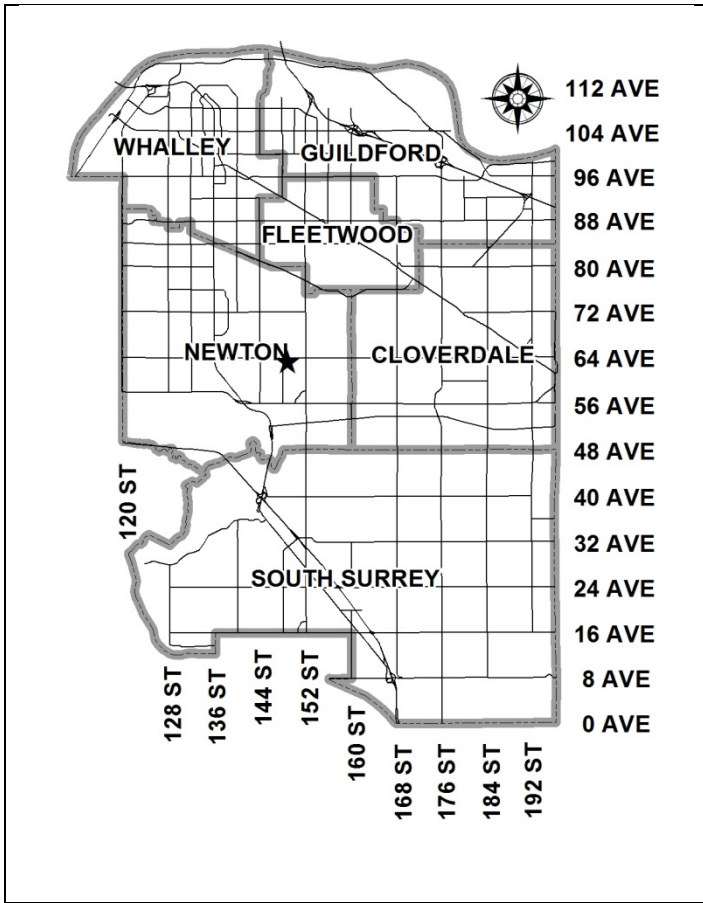 112 AVE
104 AVE
WHALLEY
GUILDFORD
96 AVE
88 AVE
FLEETWOOD
80 AVE
72 AVE
NEWTON
CLOVERDALE
64 AVE
56 AVE
48 AVE
120 ST
40 AVE
32 AVE
SOUTH SURREY
24 AVE
16 AVE
128 ST
136 ST
144 ST
152 ST
160 ST
168 ST
176 ST
184 ST
192 ST
8 AVE
0 AVE